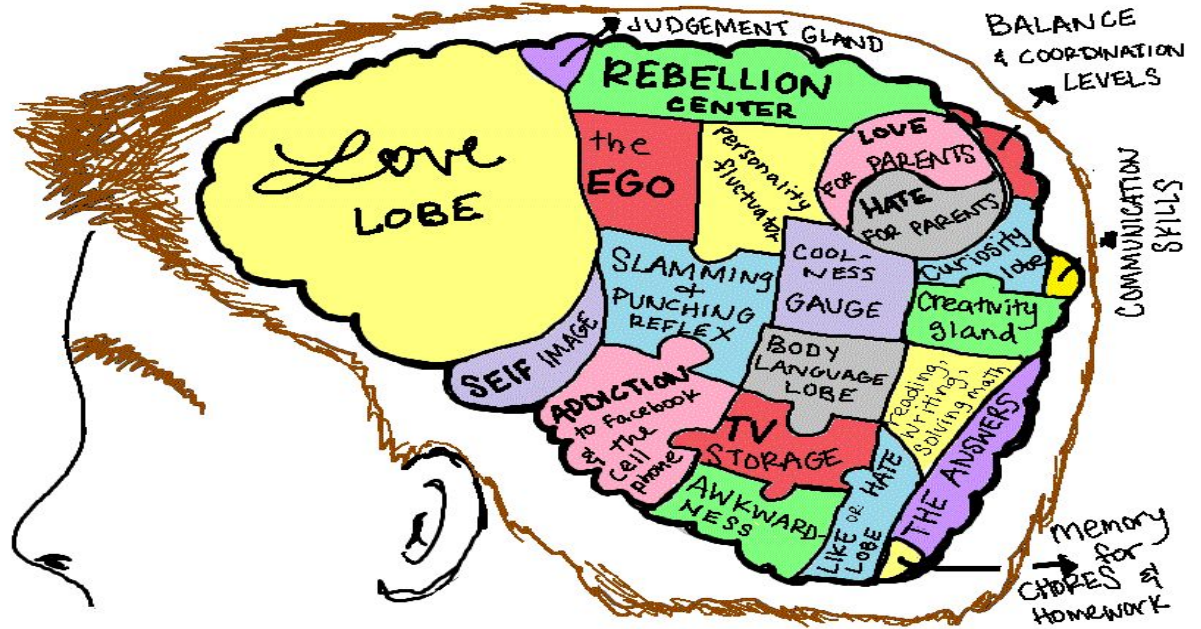 JUDGEMENT GLAND
BALANCE
& COORDINATION
LEVELS
REBELLION
CENTER
Love
LOBE
the
EGO
Personality
fluctuator
LOVE
FOR PARENTS
HATE
FOR PARENTS
COMMUNICATION
SKILLS
SLAMMING
+
PUNCHING
REFLEX
COOL-
NESS
GAUGE
Curiosity
lobe
Creativity
gland
SElF IMAGE
BODY
LANGUAGE
LOBE
reading,
writing,
solving math
ADDICTION
to Facebook
&
the
cell
phone
TV
STORAGE
AWKWARD-
NESS
LIKE OR HATE
LOBE
THE ANSWERS
memory
for
CHORES &
Homework